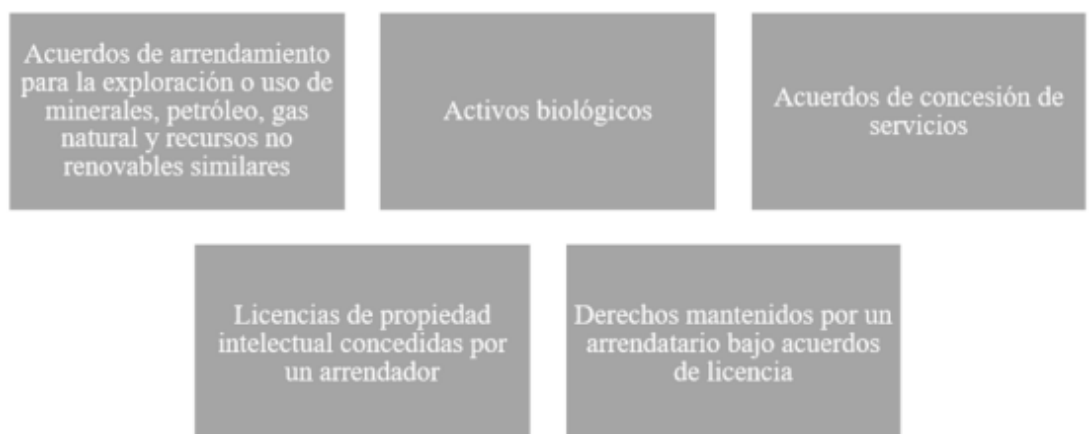 Acuerdos de arrendamiento
para la exploración o uso de
minerales, petróleo, gas
natural y recursos no
renovables similares
Activos biológicos
Acuerdos de concesión de
servicios
Licencias de propiedad
intelectual concedidas por
un arrendador
Derechos mantenidos por un
arrendatario bajo acuerdos
de licencia